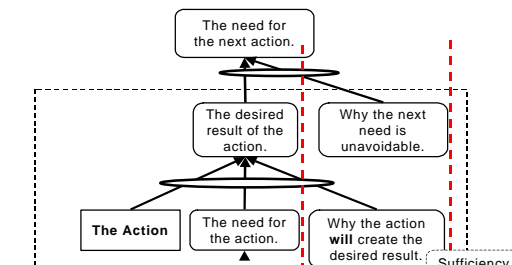 The need for
the next action.
The desired
result of the
action.
Why the next
need is
unavoidable.
The Action
The need for
the action.
Why the action
will create the
desired result.
Sufficiency